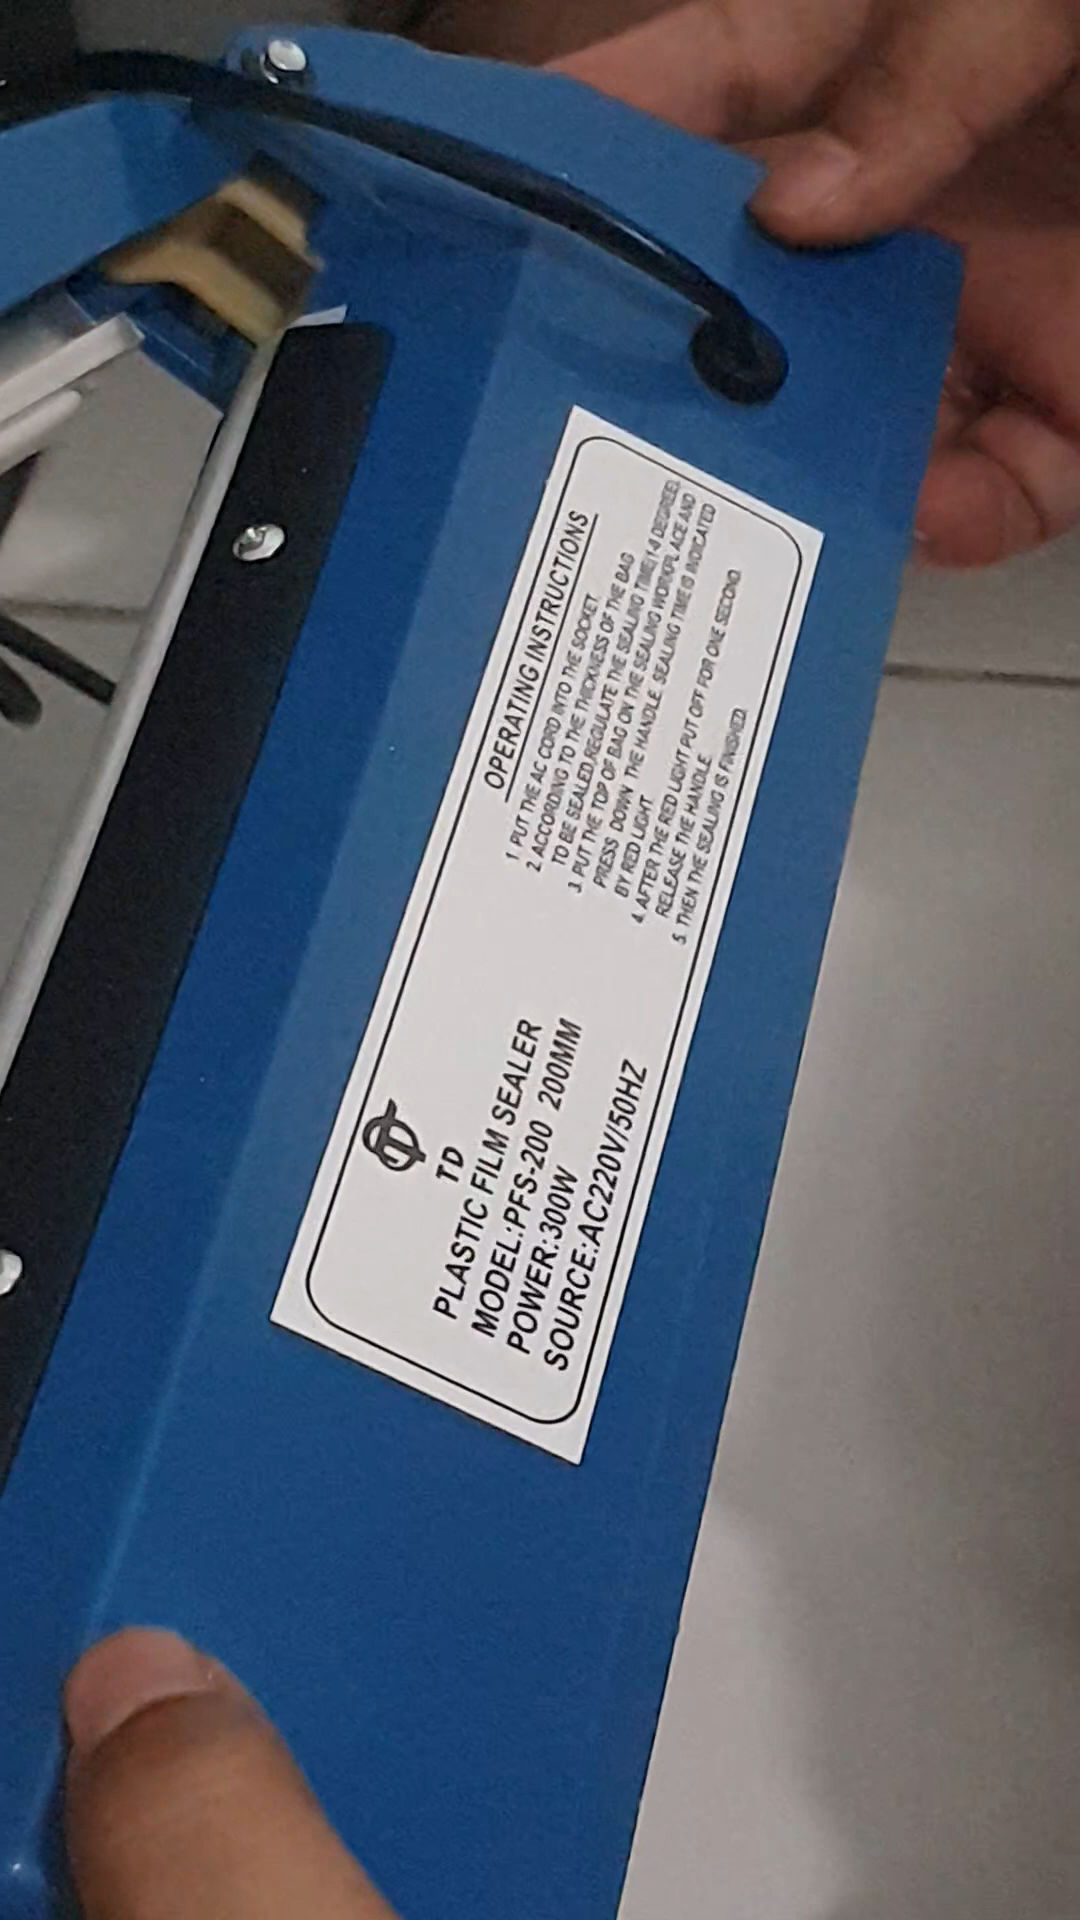 TD
PLASTIC FILM SEALER
MODEL:PFS-200 200MM
POWER:300W
SOURCE:AC220V/50HZ
OPERATING INSTRUCTIONS
1 PUT THE AC CORD INTO THE SOCKET.
2 ACCORDING TO THE THICKNESS OF THE BAG
TO BE SEALED,REGULATE THE SEALING TIME(1-8 DEGREE).
3. PUT THE TOP OF BAG ON THE SEALING WORKPLACE AND
PRESS DOWN THE HANDLE. SEALING TIME IS INDICATED
BY RED LIGHT
4. AFTER THE RED LIGHT PUT OFF FOR ONE SECOND.
RELEASE THE HANDLE.
5. THEN THE SEALING IS FINISHED.